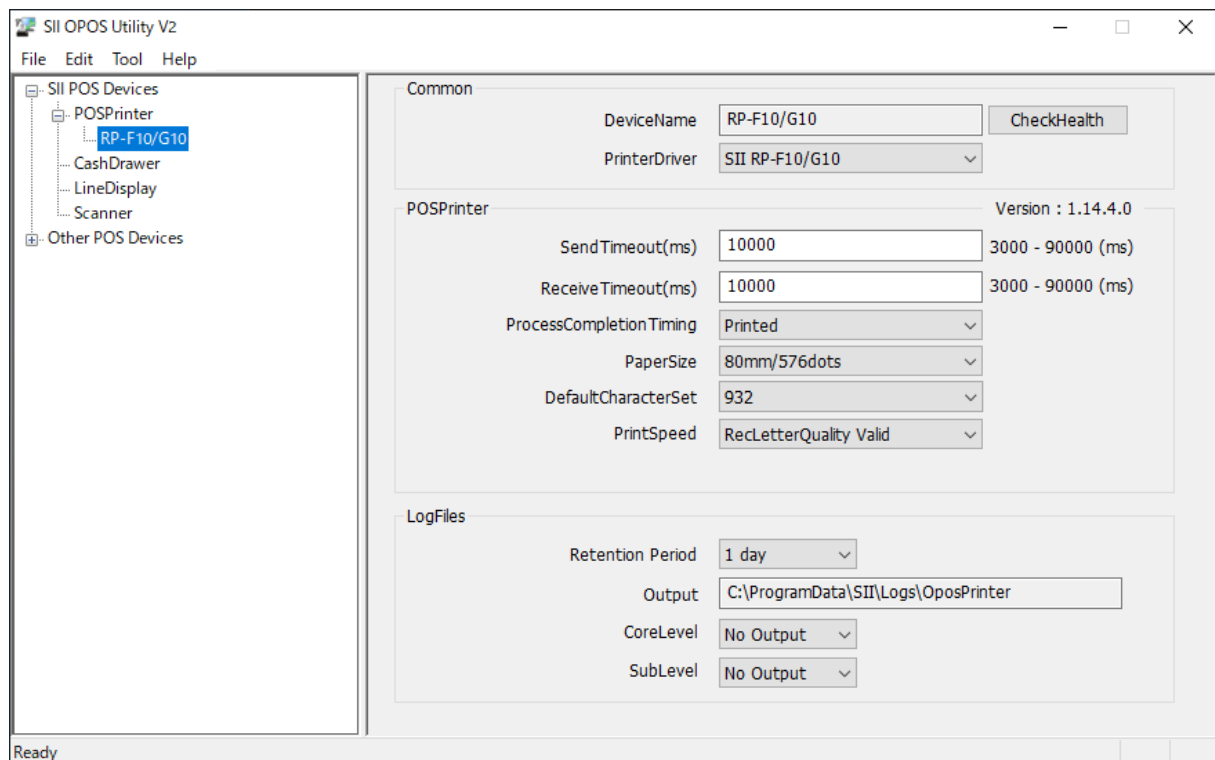 SII OPOS Utility V2
File Edit Tool Help
SII POS Devices
POSPrinter
RP-F10/G10
CashDrawer
LineDisplay
Scanner
Other POS Devices
Common
DeviceName RP-F10/G10 CheckHealth
PrinterDriver SII RP-F10/G10
POSPrinter Version : 1.14.4.0
SendTimeout(ms) 10000 3000 - 90000 (ms)
ReceiveTimeout(ms) 10000 3000 - 90000 (ms)
ProcessCompletionTiming Printed
PaperSize 80mm/576dots
DefaultCharacterSet 932
PrintSpeed RecLetterQuality Valid
LogFiles
Retention Period 1 day
Output C:\ProgramData\SII\Logs\OposPrinter
CoreLevel No Output
SubLevel No Output
Ready